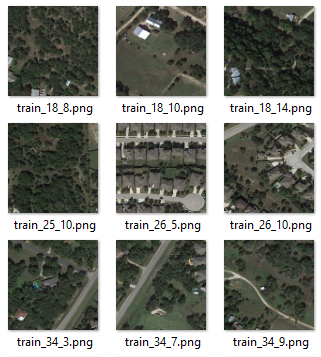 train_18_8.png
train_18_10.png
train_18_14.png
train_25_10.png
train_26_5.png
train_26_10.png
train_34_3.png
train_34_7.png
train_34_9.png